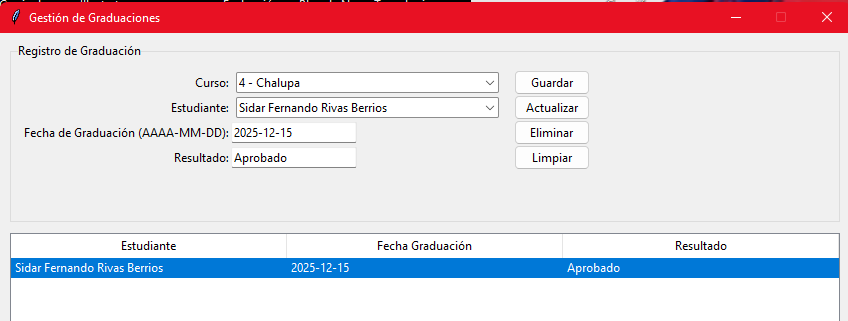 Gestión de Graduaciones
Registro de Graduación
Curso: 4 - Chalupa Guardar
Estudiante: Sidar Fernando Rivas Berrios Actualizar
Fecha de Graduación (AAAA-MM-DD): 2025-12-15 Eliminar
Resultado: Aprobado Limpiar
Estudiante Fecha Graduación Resultado
Sidar Fernando Rivas Berrios 2025-12-15 Aprobado